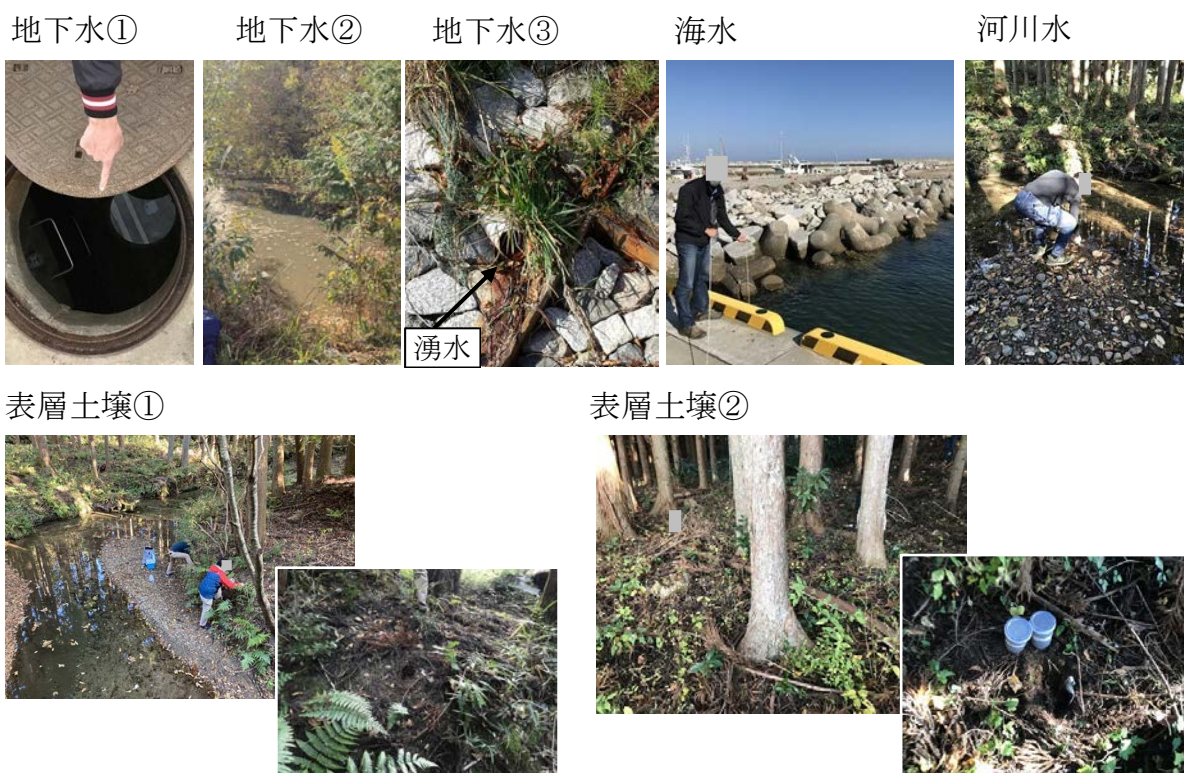 地下水①
地下水②
地下水③
海水
河川水
湧水
表層土壌①
表層土壌②